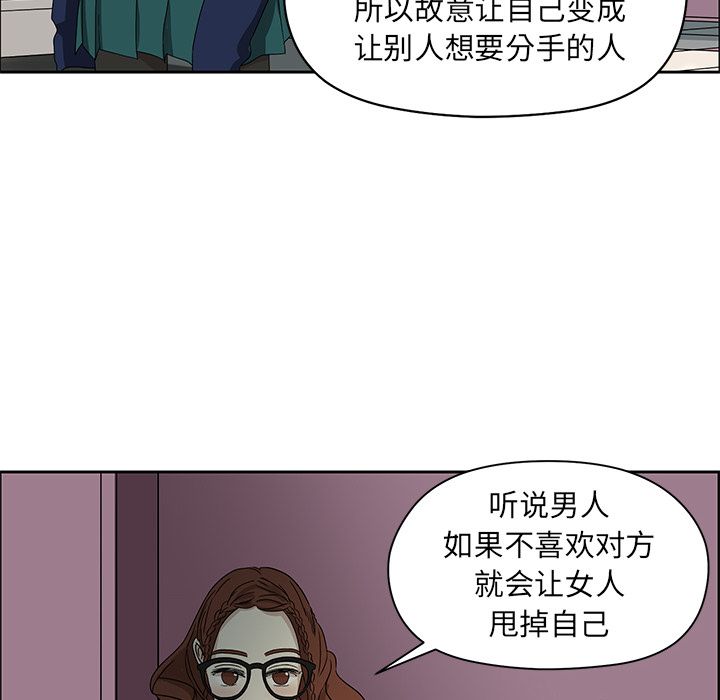 所以故意让自己变成
让别人想要分手的人
听说男人
如果不喜欢对方
就会让女人
甩掉自己